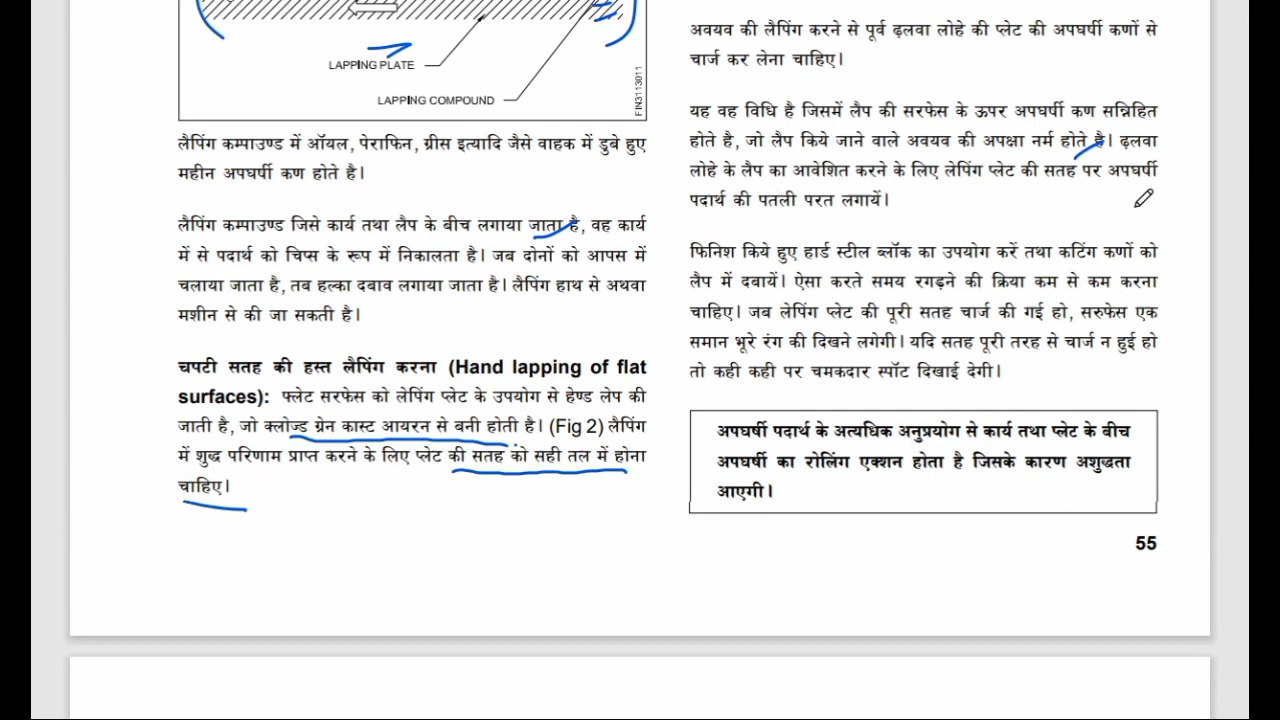 LAPPING PLATE
LAPPING COMPOUND
FIN3113011
लैपिंग कम्पाउण्ड में ऑयल, पेराफिन, ग्रीस इत्यादि जैसे वाहक में डुबे हुए
महीन अपघर्षी कण होते है।
लैपिंग कम्पाउण्ड जिसे कार्य तथा लैप के बीच लगाया जाता है, वह कार्य
में से पदार्थ को चिप्स के रूप में निकालता है। जब दोनों को आपस में
चलाया जाता है, तब हल्का दबाव लगाया जाता है। लैपिंग हाथ से अथवा
मशीन से की जा सकती है।
चपटी सतह की हस्त लैपिंग करना (Hand lapping of flat
surfaces): फ्लेट सरफेस को लेपिंग प्लेट के उपयोग से हेण्ड लेप की
जाती है, जो क्लोज्ड ग्रेन कास्ट आयरन से बनी होती है। (Fig 2) लैपिंग
में शुद्ध परिणाम प्राप्त करने के लिए प्लेट की सतह को सही तल में होना
चाहिए।
अवयव की लैपिंग करने से पूर्व ढ़लवा लोहे की प्लेट की अपघर्षी कणों से
चार्ज कर लेना चाहिए।
यह वह विधि है जिसमें लैप की सरफेस के ऊपर अपघर्षी कण सन्निहित
होते है, जो लैप किये जाने वाले अवयव की अपक्षा नर्म होते है। ढ़लवा
लोहे के लैप का आवेशित करने के लिए लेपिंग प्लेट की सतह पर अपघर्षी
पदार्थ की पतली परत लगायें।
फिनिश किये हुए हार्ड स्टील ब्लॉक का उपयोग करें तथा कटिंग कणों को
लैप में दबायें। ऐसा करते समय रगड़ने की क्रिया कम से कम करना
चाहिए। जब लेपिंग प्लेट की पूरी सतह चार्ज की गई हो, सरुफेस एक
समान भूरे रंग की दिखने लगेगी। यदि सतह पूरी तरह से चार्ज न हुई हो
तो कही कही पर चमकदार स्पॉट दिखाई देगी।
अपघर्षी पदार्थ के अत्यधिक अनुप्रयोग से कार्य तथा प्लेट के बीच
अपघर्षी का रोलिंग एक्शन होता है जिसके कारण अशुद्धता
आएगी।
55